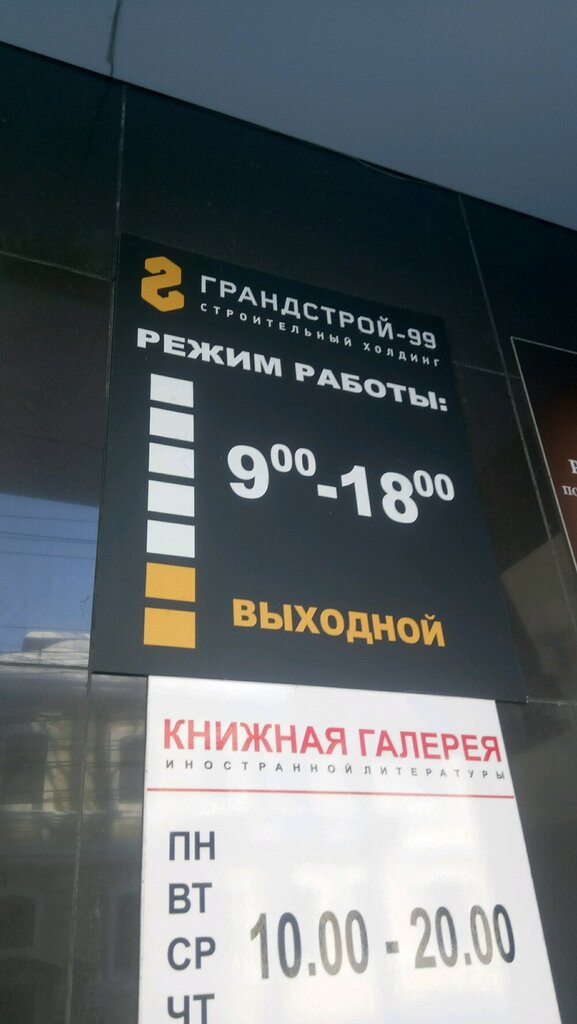 ГРАНДСТРОЙ-99
СТРОИТЕЛЬНЫЙ ХОЛДИНГ
РЕЖИМ РАБОТЫ:
9⁰⁰-18⁰⁰
ВЫХОДНОЙ
КНИЖНАЯ ГАЛЕРЕЯ
ИНОСТРАННОЙ ЛИТЕРАТУРЫ
ПН
ВТ
СР 10.00 - 20.00
ЧТ